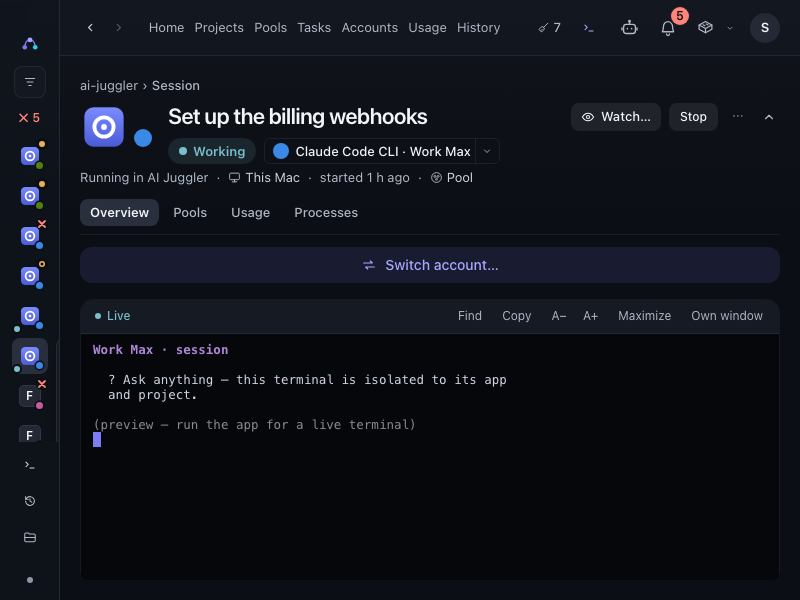 Home Projects Pools Tasks Accounts Usage History 7 5 S
5
ai-juggler › Session
Set up the billing webhooks
Watch... Stop ...
Working Claude Code CLI · Work Max
Running in AI Juggler · This Mac · started 1 h ago · Pool
Overview Pools Usage Processes
Switch account...
Live Find Copy A− A+ Maximize Own window
Work Max · session
? Ask anything — this terminal is isolated to its app
and project.
(preview — run the app for a live terminal)
F
F